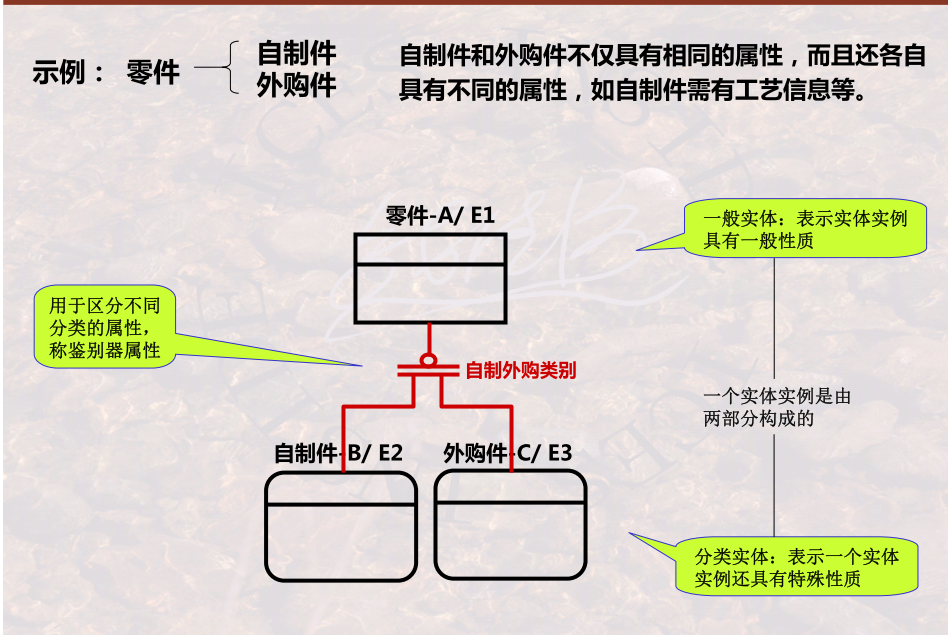 示例： 零件
自制件
外购件
自制件和外购件不仅具有相同的属性，而且还各自
具有不同的属性，如自制件需有工艺信息等。
零件-A/ E1
一般实体：表示实体实例
具有一般性质
用于区分不同
分类的属性，
称鉴别器属性
自制外购类别
一个实体实例是由
两部分构成的
自制件-B/ E2
外购件-C/ E3
分类实体：表示一个实体
实例还具有特殊性质